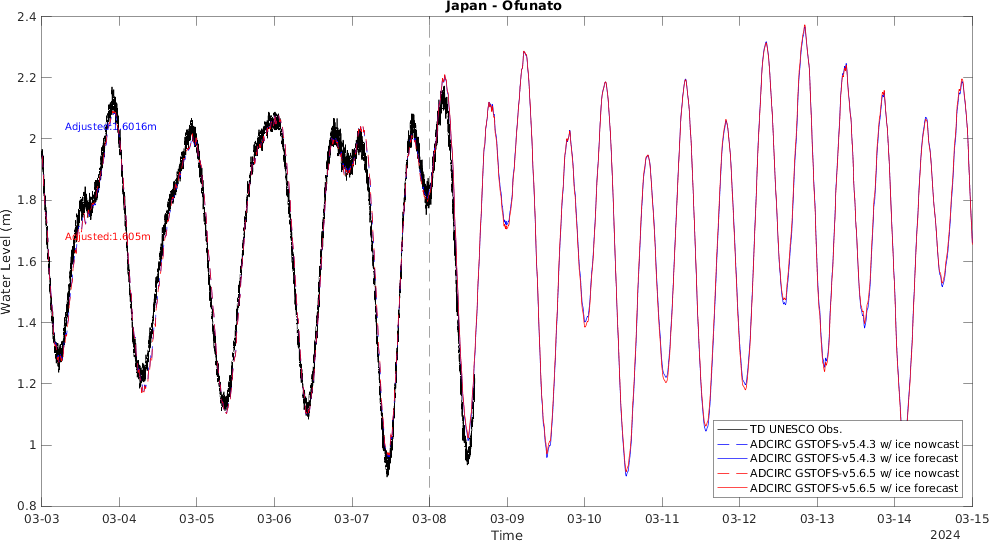 Japan - Ofunato
2.4
2.2
2
1.8
1.6
1.4
1.2
1
0.8
Water Level (m)
Adjusted:1.6016m
Adjusted:1.605m
TD UNESCO Obs.
ADCIRC GSTOFS-v5.4.3 w/ ice nowcast
ADCIRC GSTOFS-v5.4.3 w/ ice forecast
ADCIRC GSTOFS-v5.6.5 w/ ice nowcast
ADCIRC GSTOFS-v5.6.5 w/ ice forecast
03-03 03-04 03-05 03-06 03-07 03-08 03-09 03-10 03-11 03-12 03-13 03-14 03-15
Time
2024